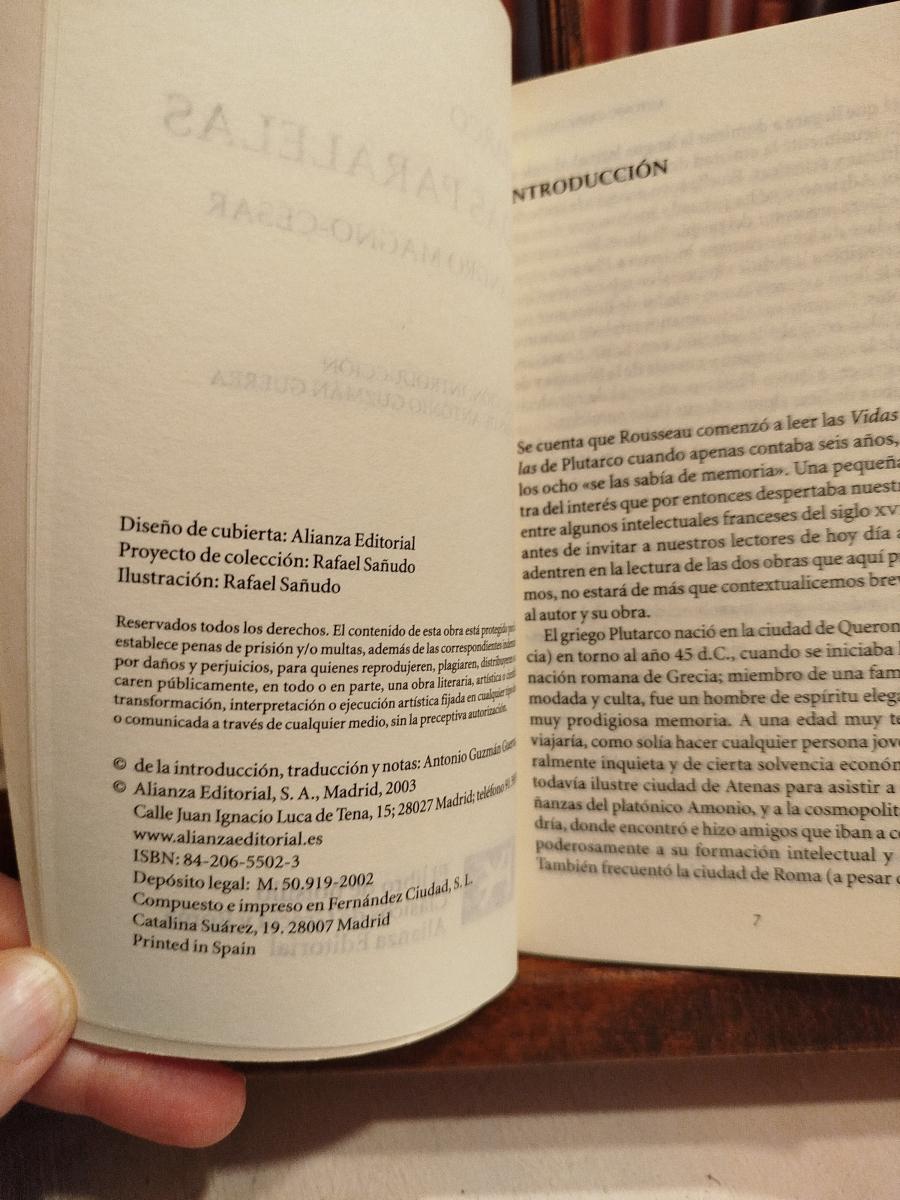 Diseño de cubierta: Alianza Editorial
Proyecto de colección: Rafael Sañudo
Ilustración: Rafael Sañudo
Reservados todos los derechos. El contenido de esta obra está protegido
establece penas de prisión y/o multas, además de las correspondientes
por daños y perjuicios, para quienes reprodujeren, plagiaren,
caren públicamente, en todo o en parte, una obra literaria, artística o
transformación, interpretación o ejecución artística fijada en cualquier
o comunicada a través de cualquier medio, sin la preceptiva autorización.
© de la introducción, traducción y notas: Antonio Guzmán Guerra
© Alianza Editorial, S. A., Madrid, 2003
Calle Juan Ignacio Luca de Tena, 15; 28027 Madrid; teléfono 91
www.alianzaeditorial.es
ISBN: 84-206-5502-3
Depósito legal: M. 50.919-2002
Compuesto e impreso en Fernández Ciudad, S. L.
Catalina Suárez, 19. 28007 Madrid
Printed in Spain
NTRODUCCIÓN
Se cuenta que Rousseau comenzó a leer las Vidas
las de Plutarco cuando apenas contaba seis años,
los ocho «se las sabía de memoria». Una pequeña
tra del interés que por entonces despertaba nuestr
entre algunos intelectuales franceses del siglo XV
antes de invitar a nuestros lectores de hoy día a
adentren en la lectura de las dos obras que aquí p
mos, no estará de más que contextualicemos brev
al autor y su obra.
El griego Plutarco nació en la ciudad de Queron
cia) en torno al año 45 d.C., cuando se iniciaba l
nación romana de Grecia; miembro de una fam
modada y culta, fue un hombre de espíritu elega
muy prodigiosa memoria. A una edad muy te
viajaría, como solía hacer cualquier persona jove
ralmente inquieta y de cierta solvencia econón
todavía ilustre ciudad de Atenas para asistir a
ñanzas del platónico Amonio, y a la cosmopolit
dría, donde encontró e hizo amigos que iban a co
poderosamente a su formación intelectual y
También frecuentó la ciudad de Roma (a pesar d
7